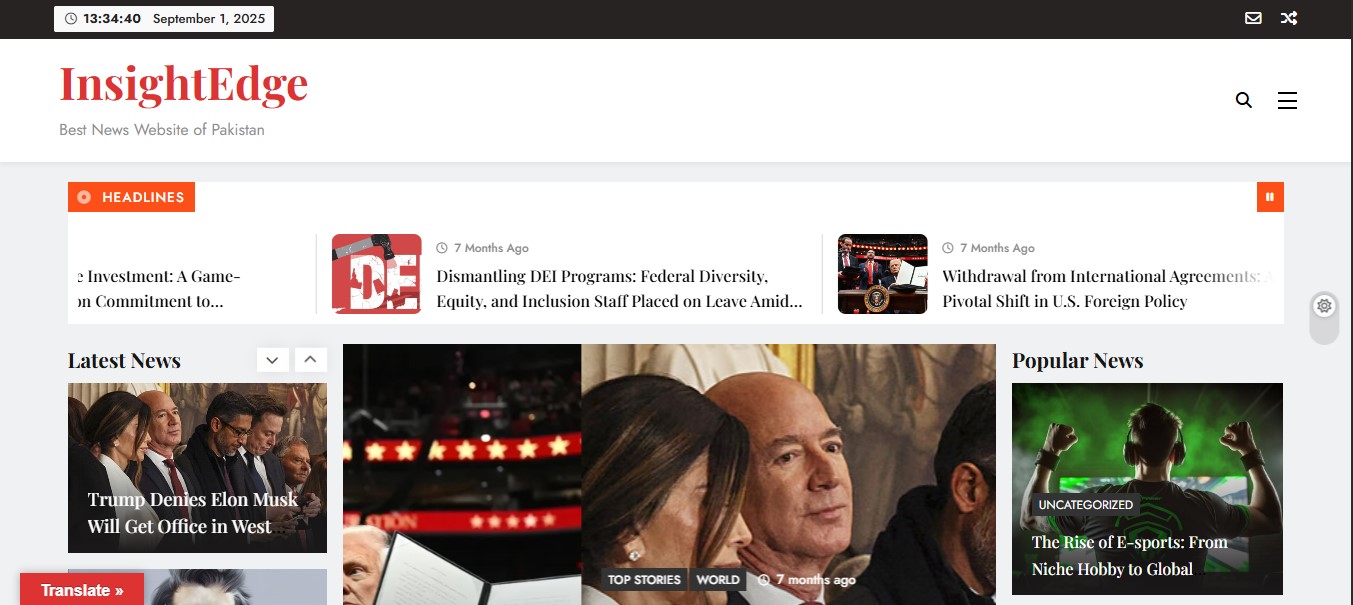 13:34:40 September 1, 2025
InsightEdge
Best News Website of Pakistan
HEADLINES
e Investment: A Game-
on Commitment to...
DEI
7 Months Ago
Dismantling DEI Programs: Federal Diversity,
Equity, and Inclusion Staff Placed on Leave Amid...
7 Months Ago
Withdrawal from International Agreements: A
Pivotal Shift in U.S. Foreign Policy
Latest News
Trump Denies Elon Musk
Will Get Office in West
TOP STORIES WORLD 7 months ago
Popular News
UNCATEGORIZED
The Rise of E-sports: From
Niche Hobby to Global
Translate »